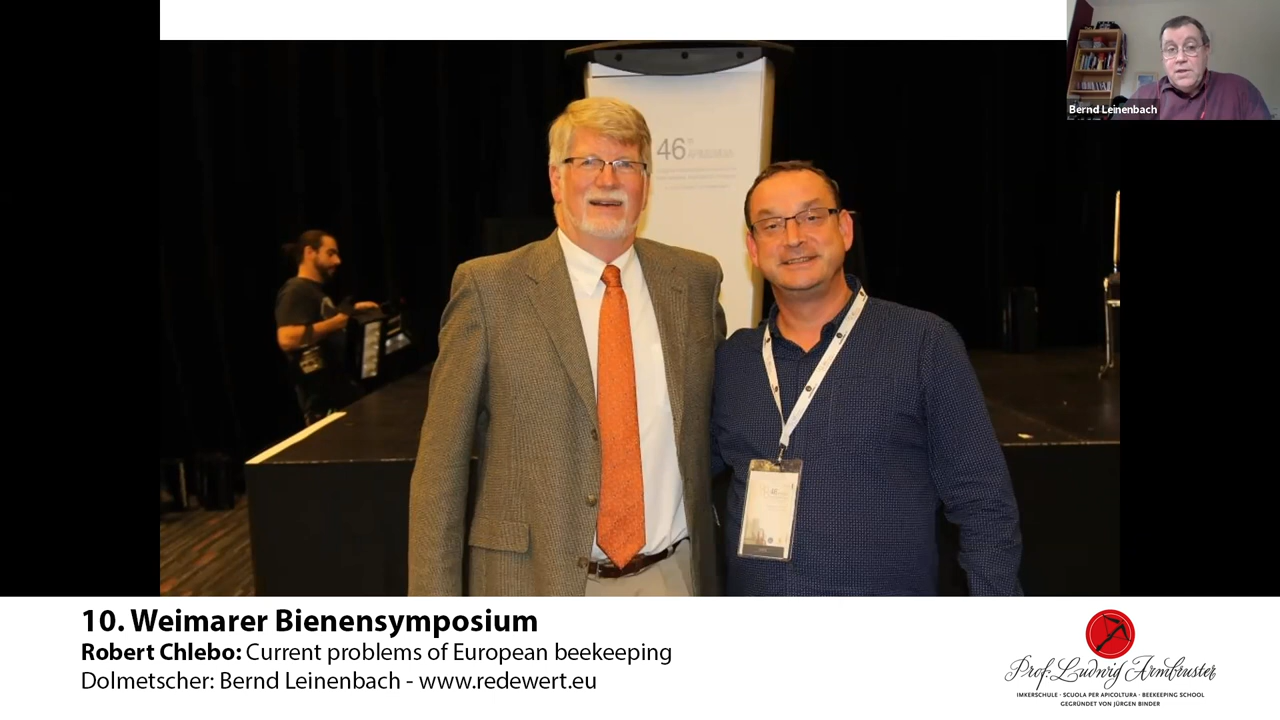 Bernd Leinenbach
46
10. Weimarer Bienensymposium
Robert Chlebo: Current problems of European beekeeping
Dolmetscher: Bernd Leinenbach - www.redewert.eu
Prof. Ludwig Armbruster
IMKERSCHULE · SCUOLA PER APICOLTURA · BEEKEEPING SCHOOL
GEGRÜNDET VON JÜRGEN BINDER